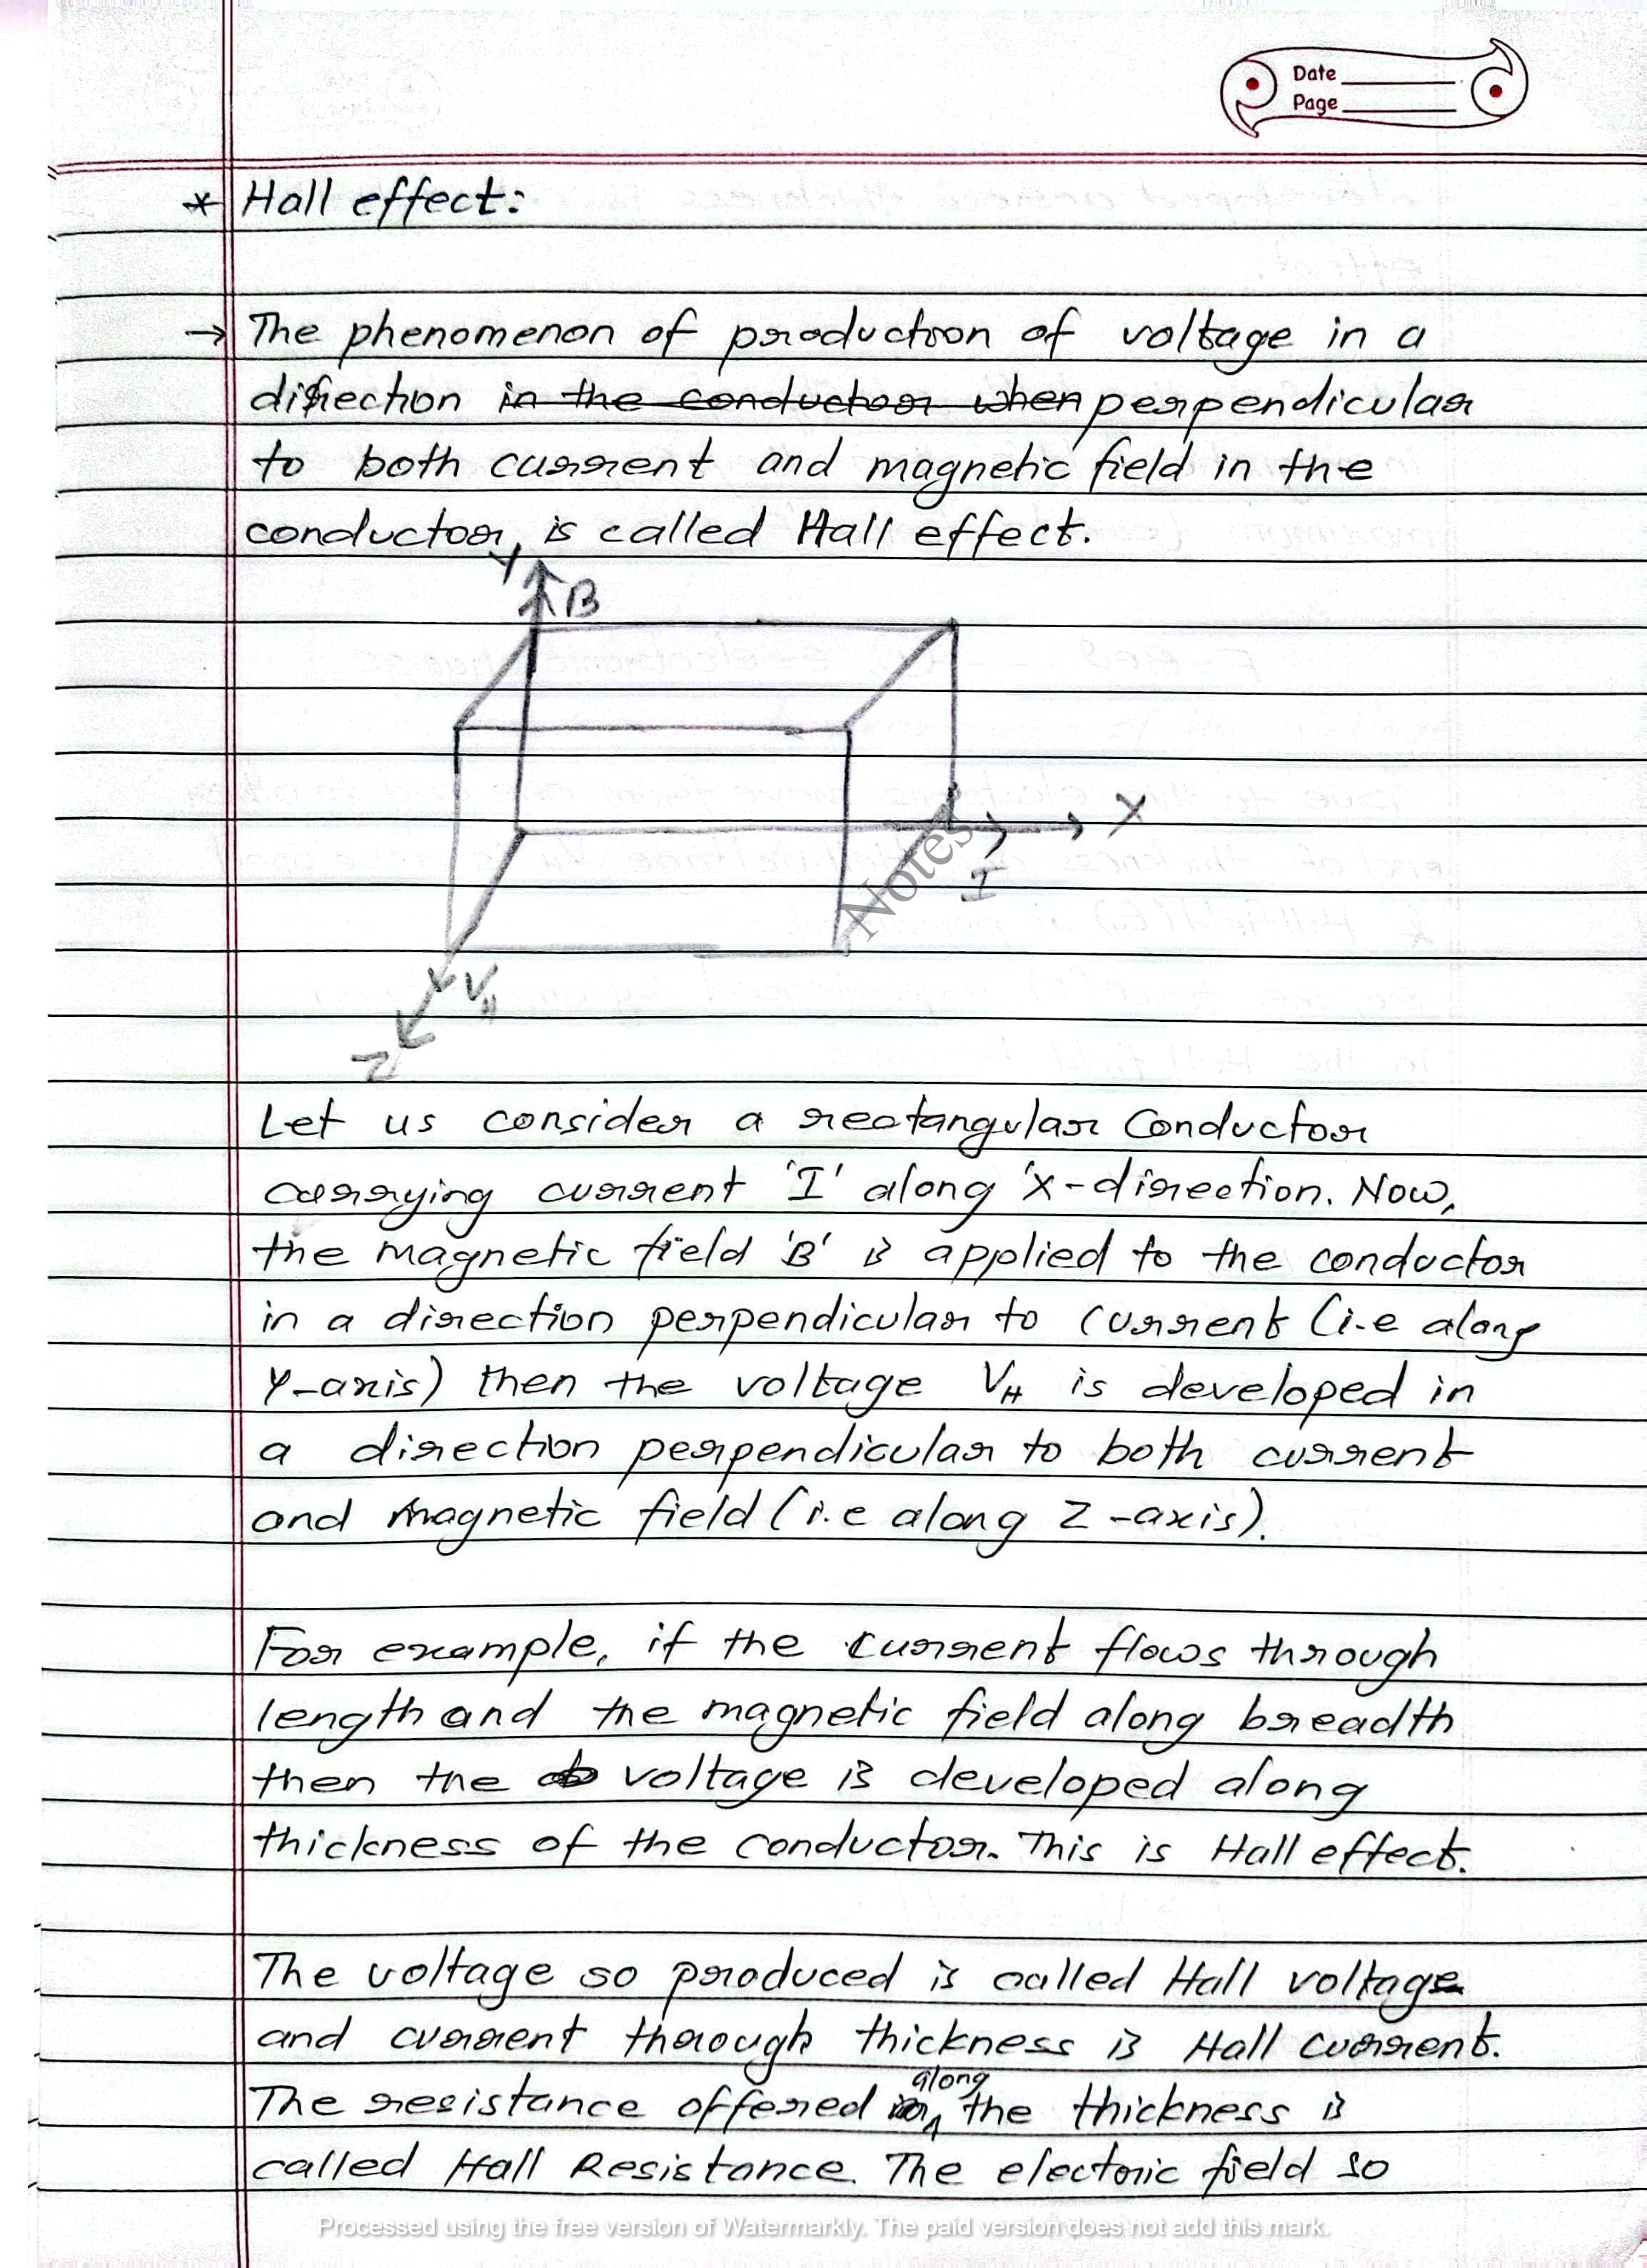 Date
Page
* Hall effect:
→ The phenomenon of production of voltage in a
direction in the conductor when perpendicular
to both current and magnetic field in the
conductor, is called Hall effect.
Y
B
X
I
Notes
V_H
Z
Let us consider a rectangular Conductor
carrying current 'I' along 'x-direction. Now,
the magnetic field 'B' is applied to the conductor
in a direction perpendicular to current (i.e along
Y-axis) then the voltage V_H is developed in
a direction perpendicular to both current
and magnetic field (i.e along Z-axis).
For example, if the current flows through
length and the magnetic field along breadth
then the voltage is developed along
thickness of the conductor. This is Hall effect.
The voltage so produced is called Hall voltage
and current through thickness is Hall current.
along
The resistance offered the thickness is
called Hall Resistance. The electric field so
Processed using the free version of Watermarkly. The paid version does not add this mark.